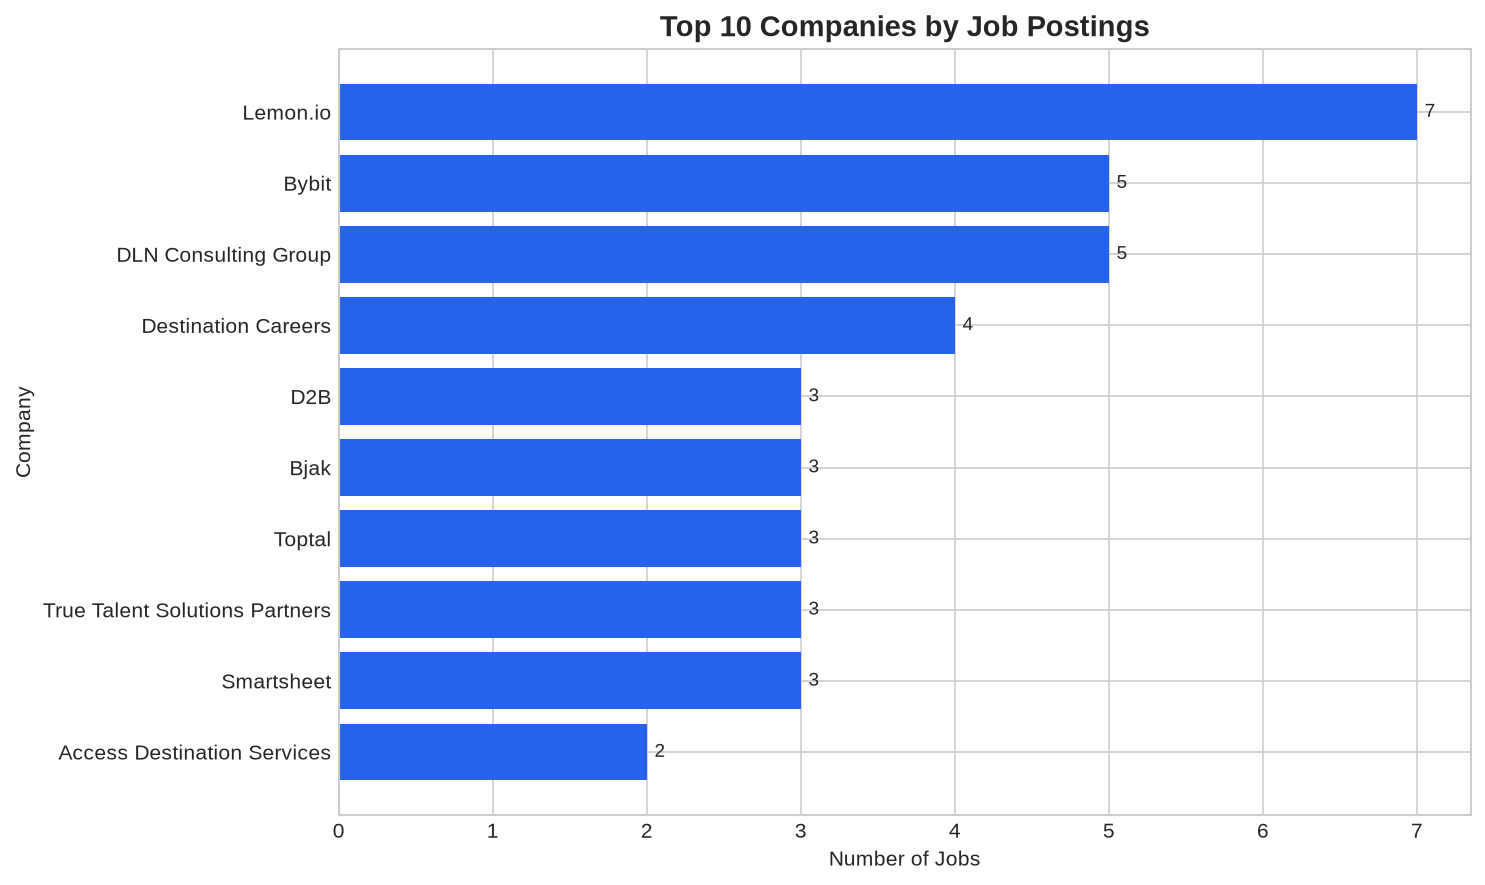 Top 10 Companies by Job Postings
Lemon.io 7
Bybit 5
DLN Consulting Group 5
Destination Careers 4
D2B 3
Bjak 3
Toptal 3
True Talent Solutions Partners 3
Smartsheet 3
Access Destination Services 2
Company
0 1 2 3 4 5 6 7
Number of Jobs